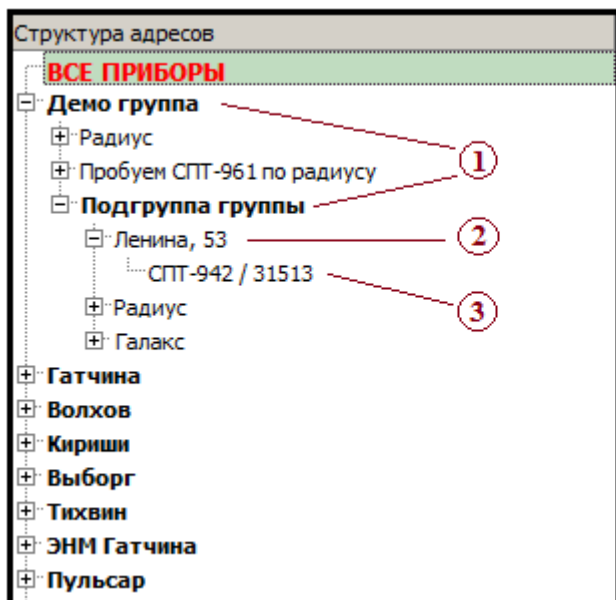 Структура адресов
ВСЕ ПРИБОРЫ
Демо группа
Радиус
1
Пробуем СПТ-961 по радиусу
Подгруппа группы
Ленина, 53
2
СПТ-942 / 31513
3
Радиус
Галакс
Гатчина
Волхов
Кириши
Выборг
Тихвин
ЭНМ Гатчина
Пульсар